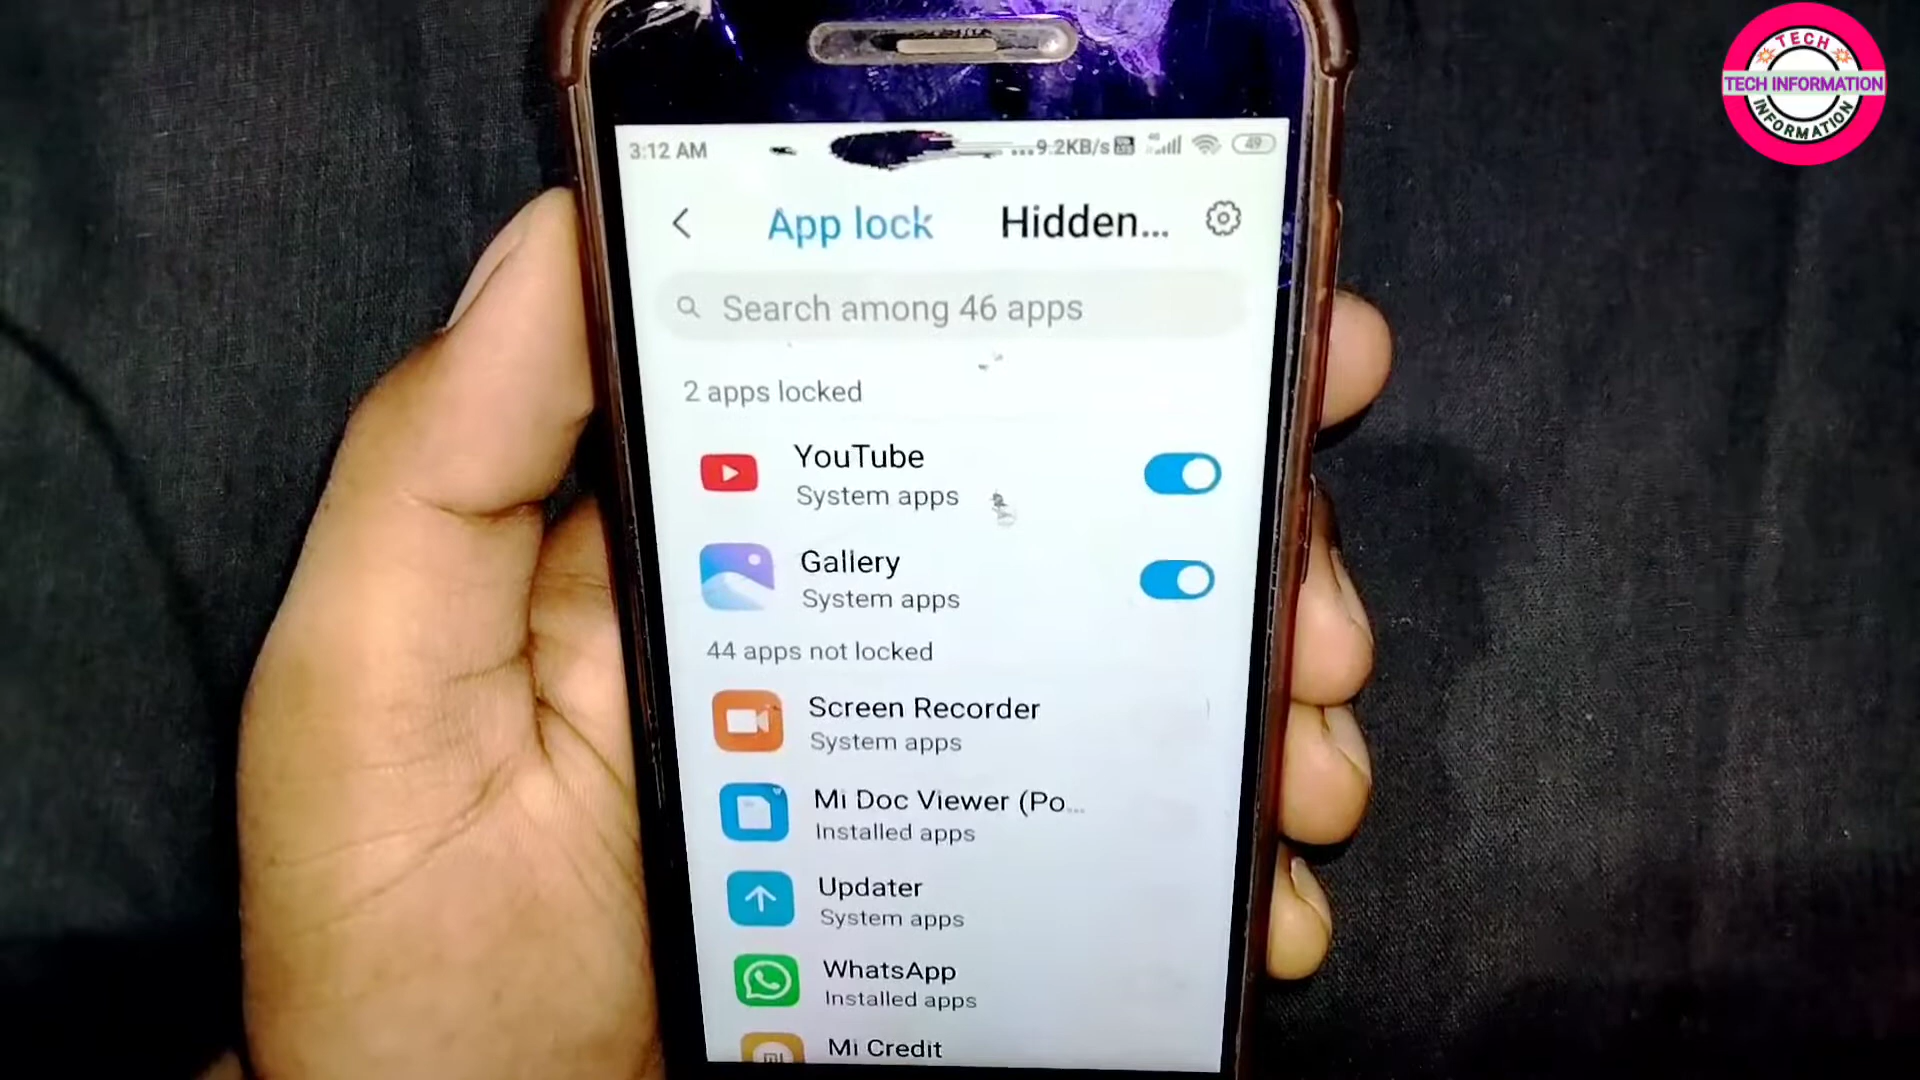 TECH
TECH INFORMATION
INFORMATION
3:12 AM
...9.2KB/s
4G
49
App lock
Hidden...
Search among 46 apps
2 apps locked
YouTube
System apps
Gallery
System apps
44 apps not locked
Screen Recorder
System apps
Mi Doc Viewer (Po...
Installed apps
Updater
System apps
WhatsApp
Installed apps
Mi Credit